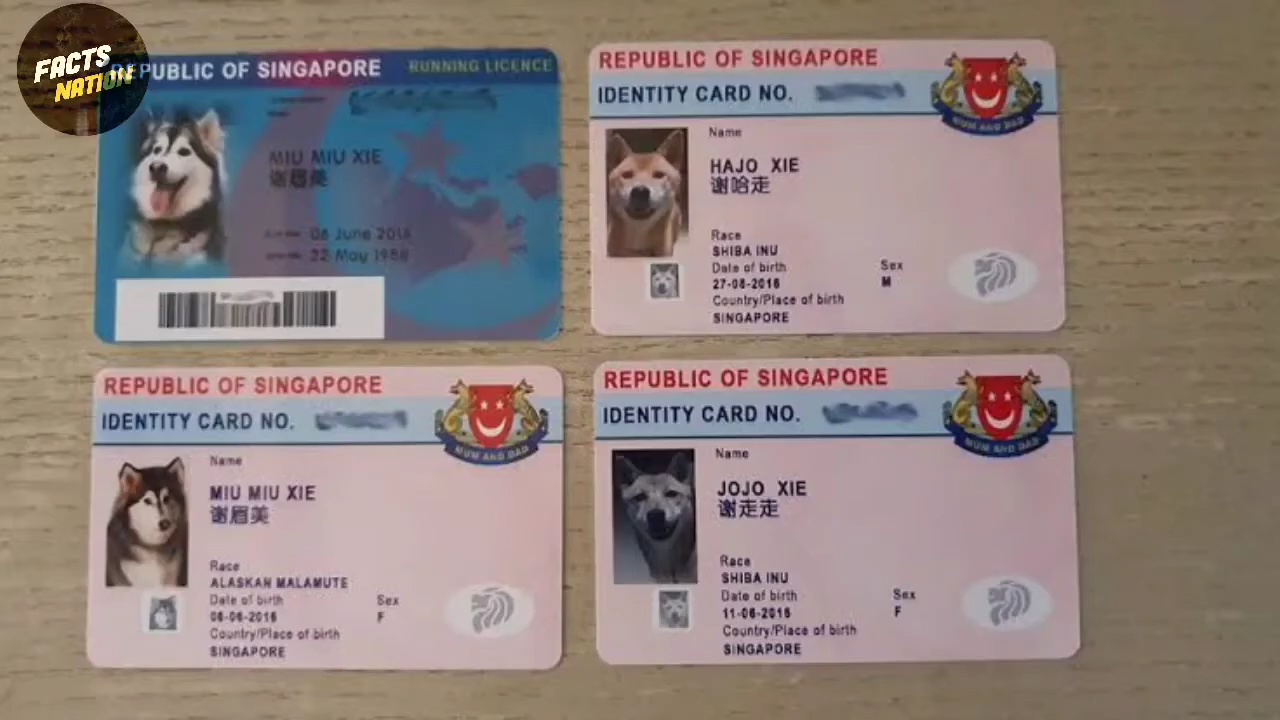 FACTS
NATION
REPUBLIC OF SINGAPORE
RUNNING LICENCE
MIU MIU XIE
谢眉美
06 June 2016
22 May 1958
REPUBLIC OF SINGAPORE
IDENTITY CARD NO.
MUM AND DAD
Name
HAJO XIE
谢哈走
Race
SHIBA INU
Date of birth
Sex
27-08-2016
M
Country/Place of birth
SINGAPORE
REPUBLIC OF SINGAPORE
IDENTITY CARD NO.
MUM AND DAD
Name
MIU MIU XIE
谢眉美
Race
ALASKAN MALAMUTE
Date of birth
Sex
06-06-2016
F
Country/Place of birth
SINGAPORE
REPUBLIC OF SINGAPORE
IDENTITY CARD NO.
MUM AND DAD
Name
JOJO XIE
谢走走
Race
SHIBA INU
Date of birth
Sex
11-06-2016
F
Country/Place of birth
SINGAPORE